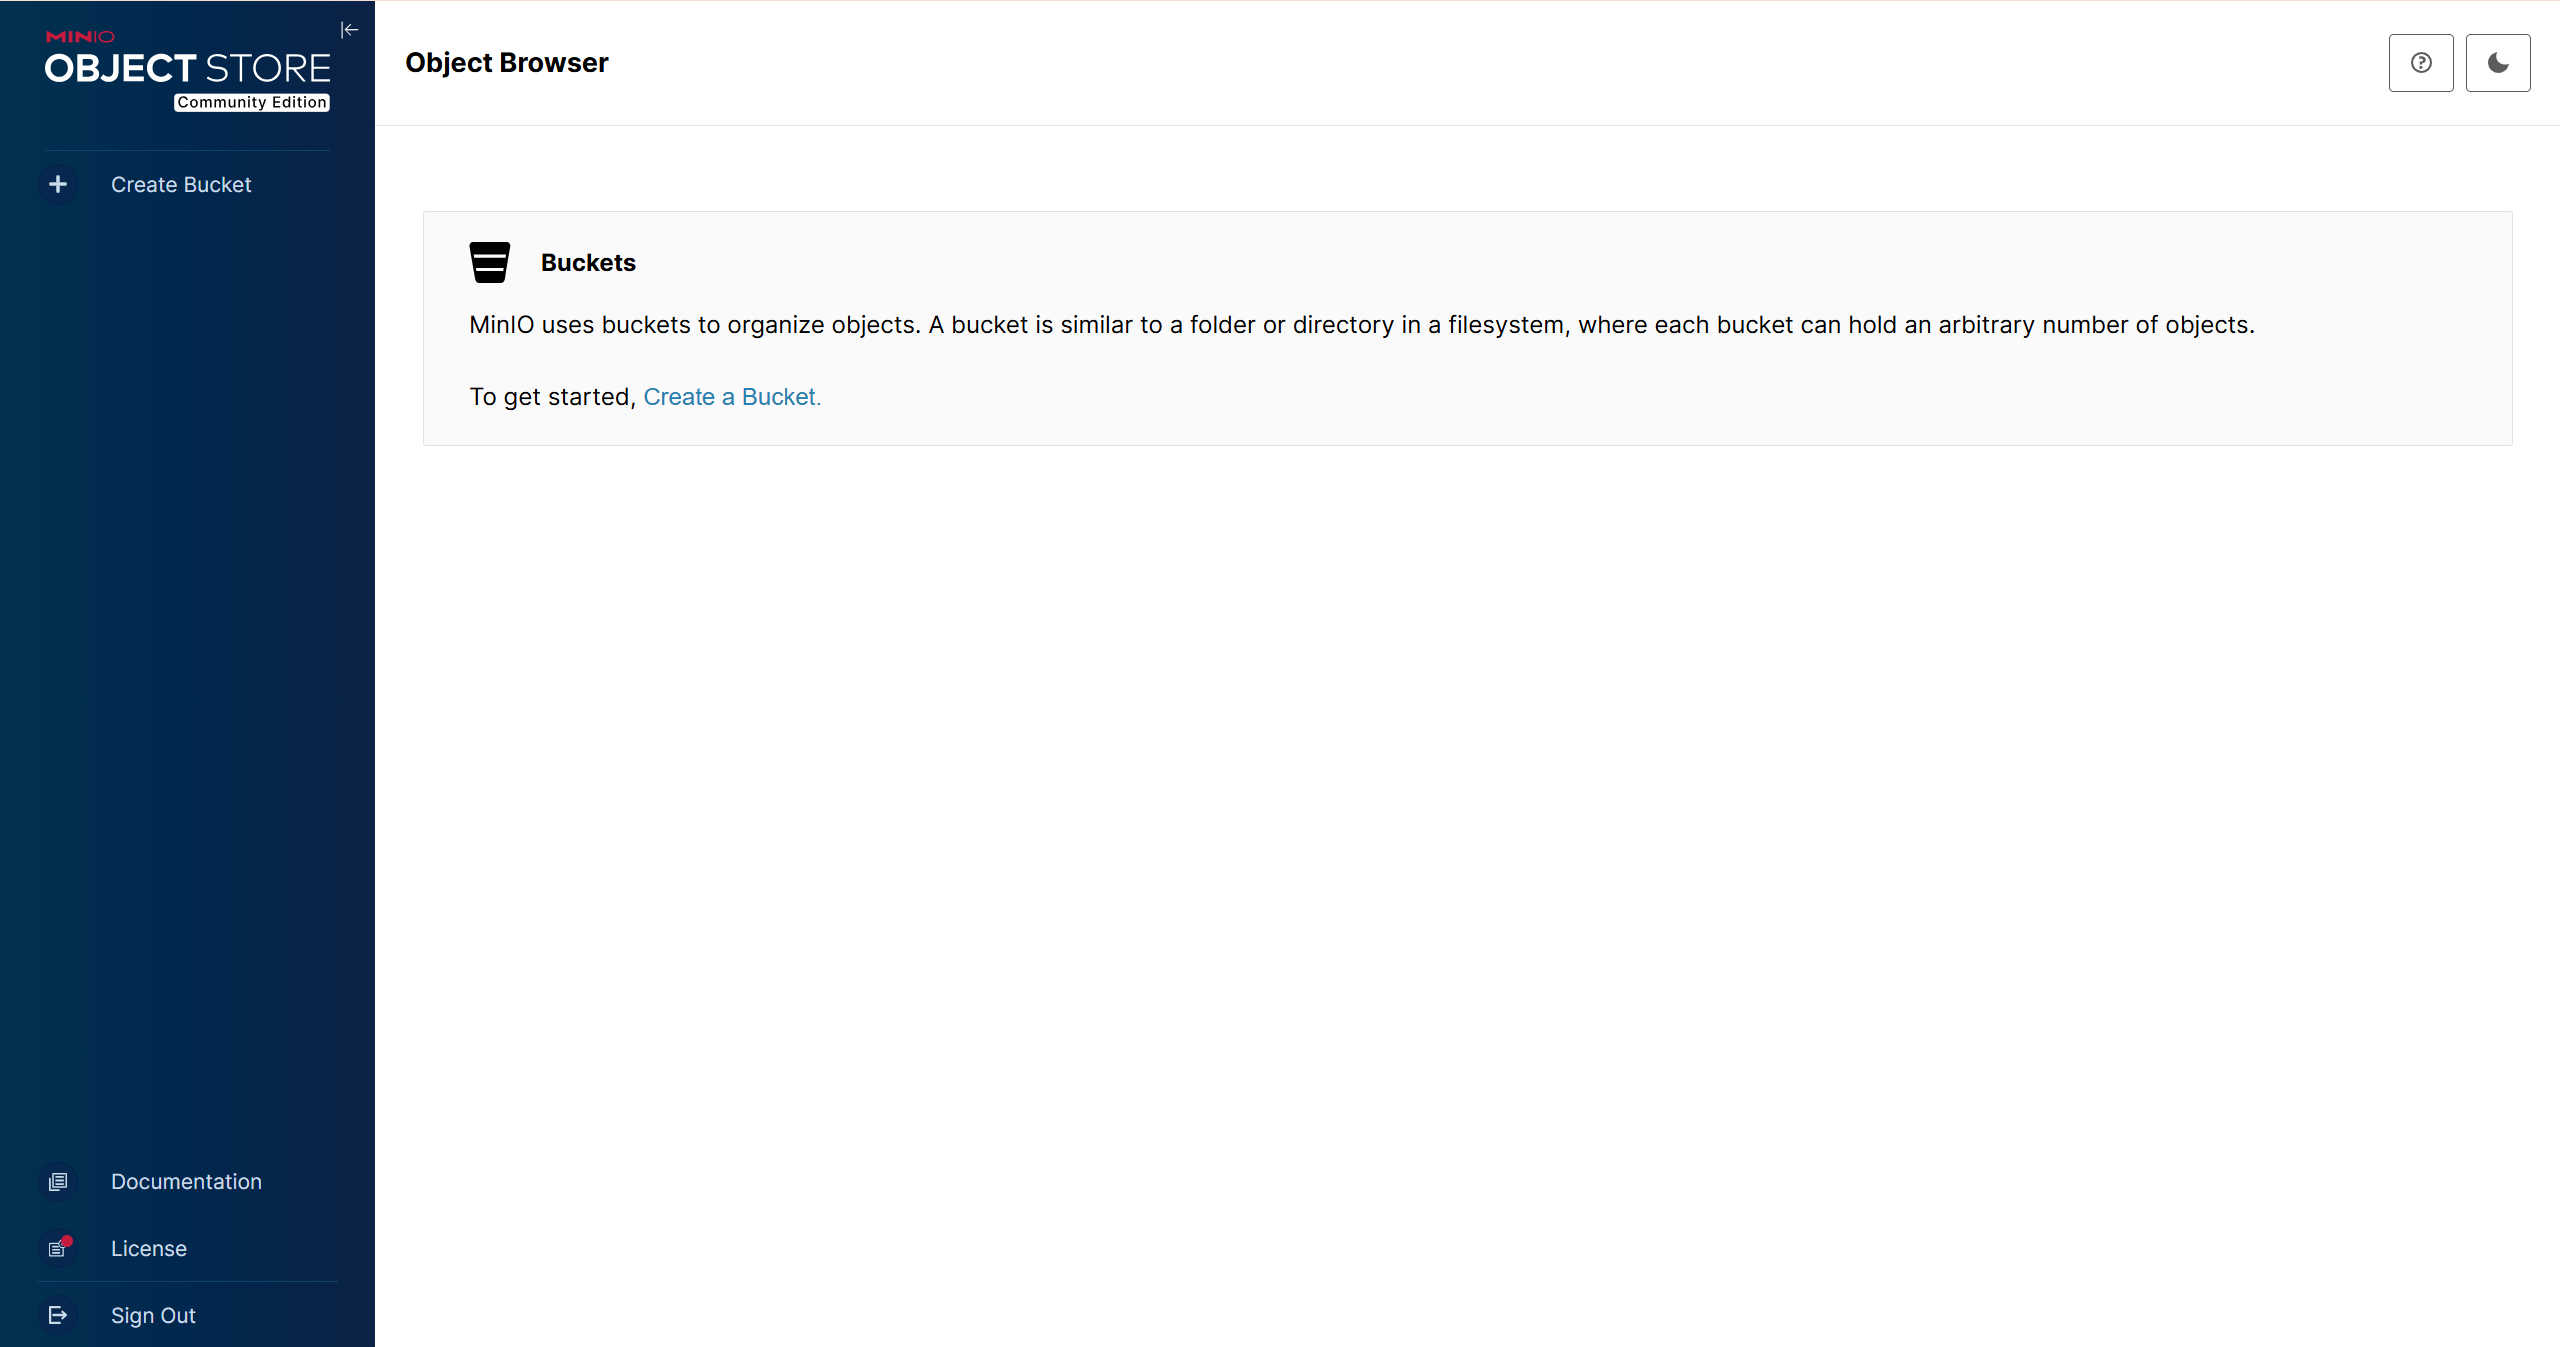 MINIO
OBJECT STORE
Community Edition
Create Bucket
Documentation
License
Sign Out
Object Browser
Buckets
MinIO uses buckets to organize objects. A bucket is similar to a folder or directory in a filesystem, where each bucket can hold an arbitrary number of objects.
To get started, Create a Bucket.